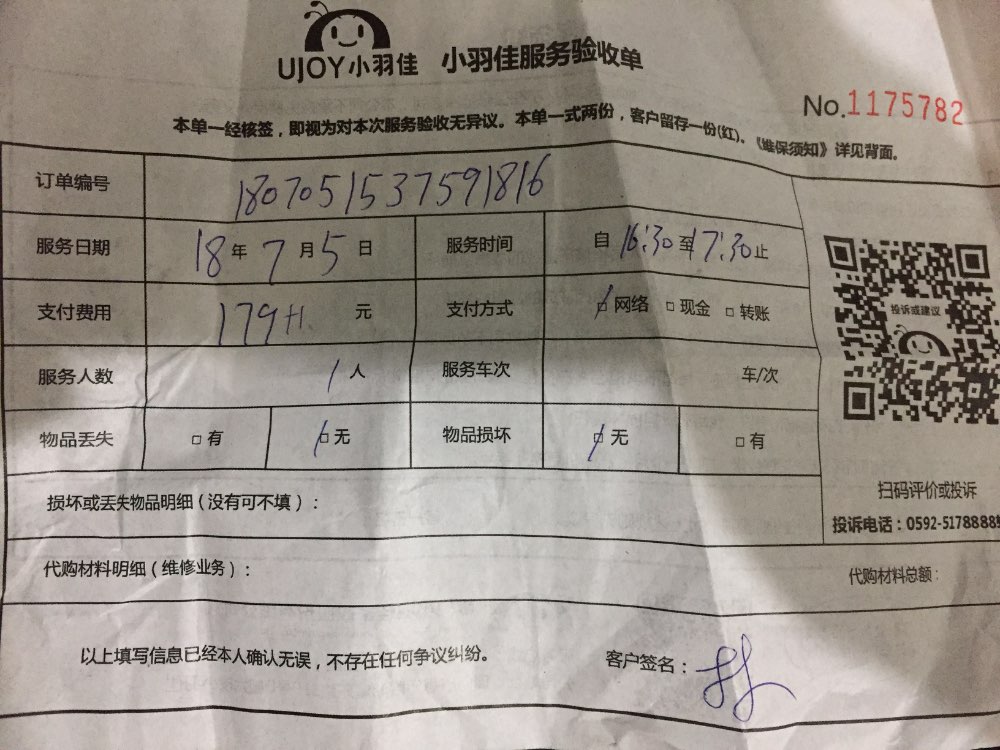 UJOY小羽佳 小羽佳服务验收单
No.1175782
本单一经核签，即视为对本次服务验收无异议。本单一式两份，客户留存一份(红)。《维保须知》详见背面。
订单编号 1807051537591816
服务日期 18年7月5日 服务时间 自16:30至17:30止
支付费用 179元 支付方式 网络 现金 转账
投诉或建议
服务人数 1人 服务车次 车/次
物品丢失 有 无 物品损坏 无 有
扫码评价或投诉
损坏或丢失物品明细（没有可不填）：
投诉电话：0592-5178888
代购材料明细（维修业务）： 代购材料总额：
以上填写信息已经本人确认无误，不存在任何争议纠纷。 客户签名：